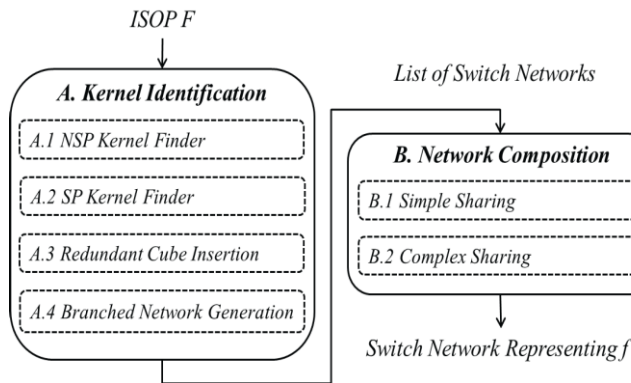 ISOP F
A. Kernel Identification
A.1 NSP Kernel Finder
A.2 SP Kernel Finder
A.3 Redundant Cube Insertion
A.4 Branched Network Generation
List of Switch Networks
B. Network Composition
B.1 Simple Sharing
B.2 Complex Sharing
Switch Network Representing f